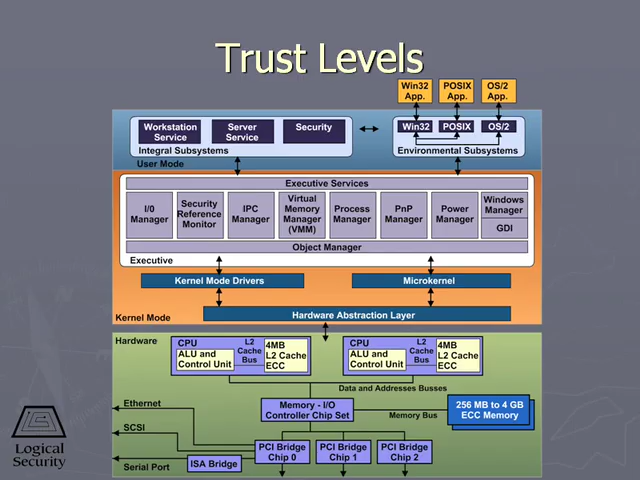 Trust Levels
Win32
App.
POSIX
App.
OS/2
App.
Workstation
Service
Server
Service
Security
Integral Subsystems
Win32
POSIX
OS/2
Environmental Subsystems
User Mode
Executive Services
I/0
Manager
Security
Reference
Monitor
IPC
Manager
Virtual
Memory
Manager
(VMM)
Process
Manager
PnP
Manager
Power
Manager
Windows
Manager
GDI
Object Manager
Executive
Kernel Mode Drivers
Microkernel
Kernel Mode
Hardware Abstraction Layer
Hardware
CPU
ALU and
Control Unit
L2
Cache
Bus
4MB
L2 Cache
ECC
CPU
ALU and
Control Unit
L2
Cache
Bus
4MB
L2 Cache
ECC
Data and Addresses Busses
Ethernet
Memory - I/O
Controller Chip Set
Memory Bus
256 MB to 4 GB
ECC Memory
SCSI
PCI Bridge
Chip 0
PCI Bridge
Chip 1
PCI Bridge
Chip 2
Serial Port
ISA Bridge
Logical
Security